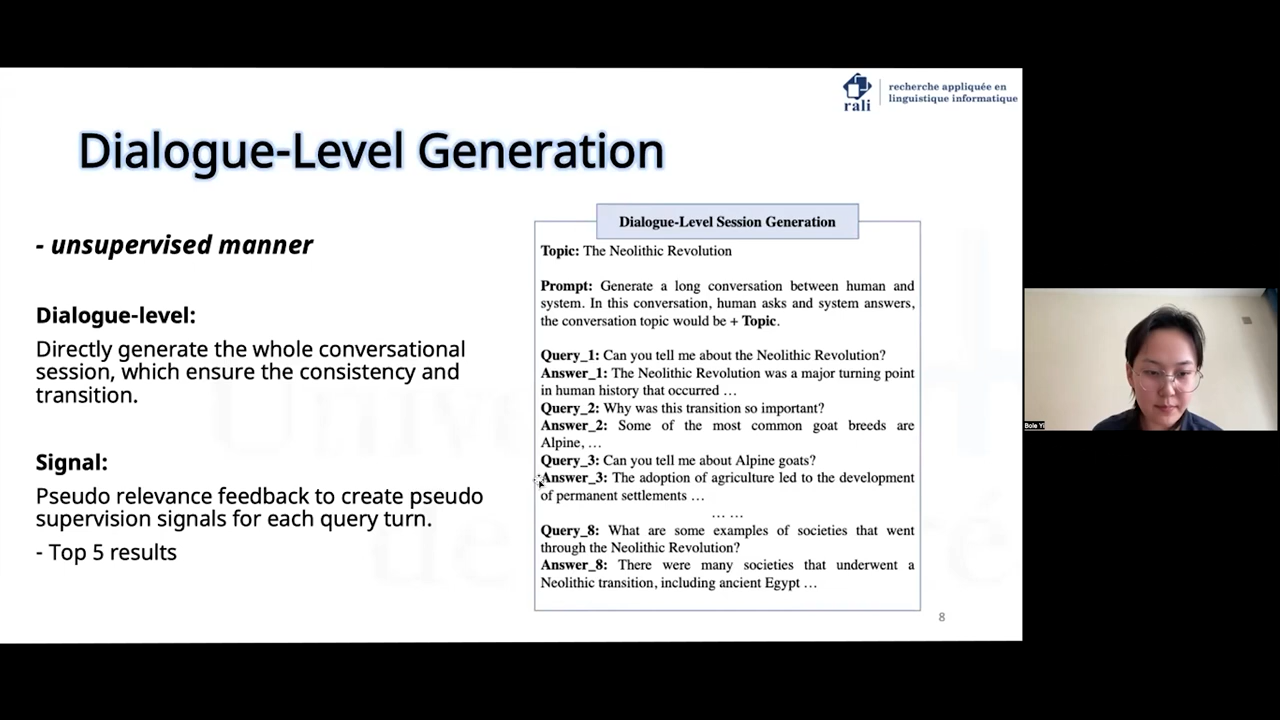 rali
recherche appliquée en
linguistique informatique
Dialogue-Level Generation
- unsupervised manner
Dialogue-level:
Directly generate the whole conversational
session, which ensure the consistency and
transition.
Signal:
Pseudo relevance feedback to create pseudo
supervision signals for each query turn.
- Top 5 results
Dialogue-Level Session Generation
Topic: The Neolithic Revolution
Prompt: Generate a long conversation between human and
system. In this conversation, human asks and system answers,
the conversation topic would be + Topic.
Query_1: Can you tell me about the Neolithic Revolution?
Answer_1: The Neolithic Revolution was a major turning point
in human history that occurred …
Query_2: Why was this transition so important?
Answer_2: Some of the most common goat breeds are
Alpine, …
Query_3: Can you tell me about Alpine goats?
Answer_3: The adoption of agriculture led to the development
of permanent settlements …
… …
Query_8: What are some examples of societies that went
through the Neolithic Revolution?
Answer_8: There were many societies that underwent a
Neolithic transition, including ancient Egypt …
8
Bole Yi